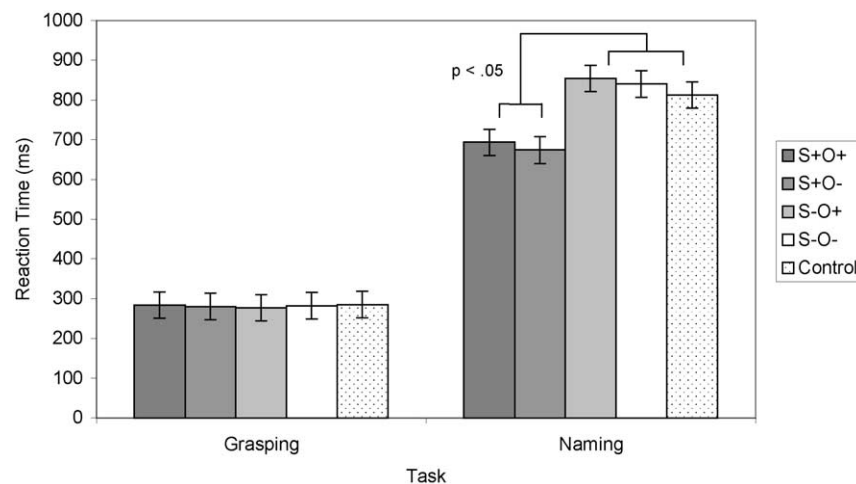 1000
900
800
700
600
500
400
300
200
100
0
Reaction Time (ms)
p < .05
Grasping
Naming
Task
S+O+
S+O-
S-O+
S-O-
Control